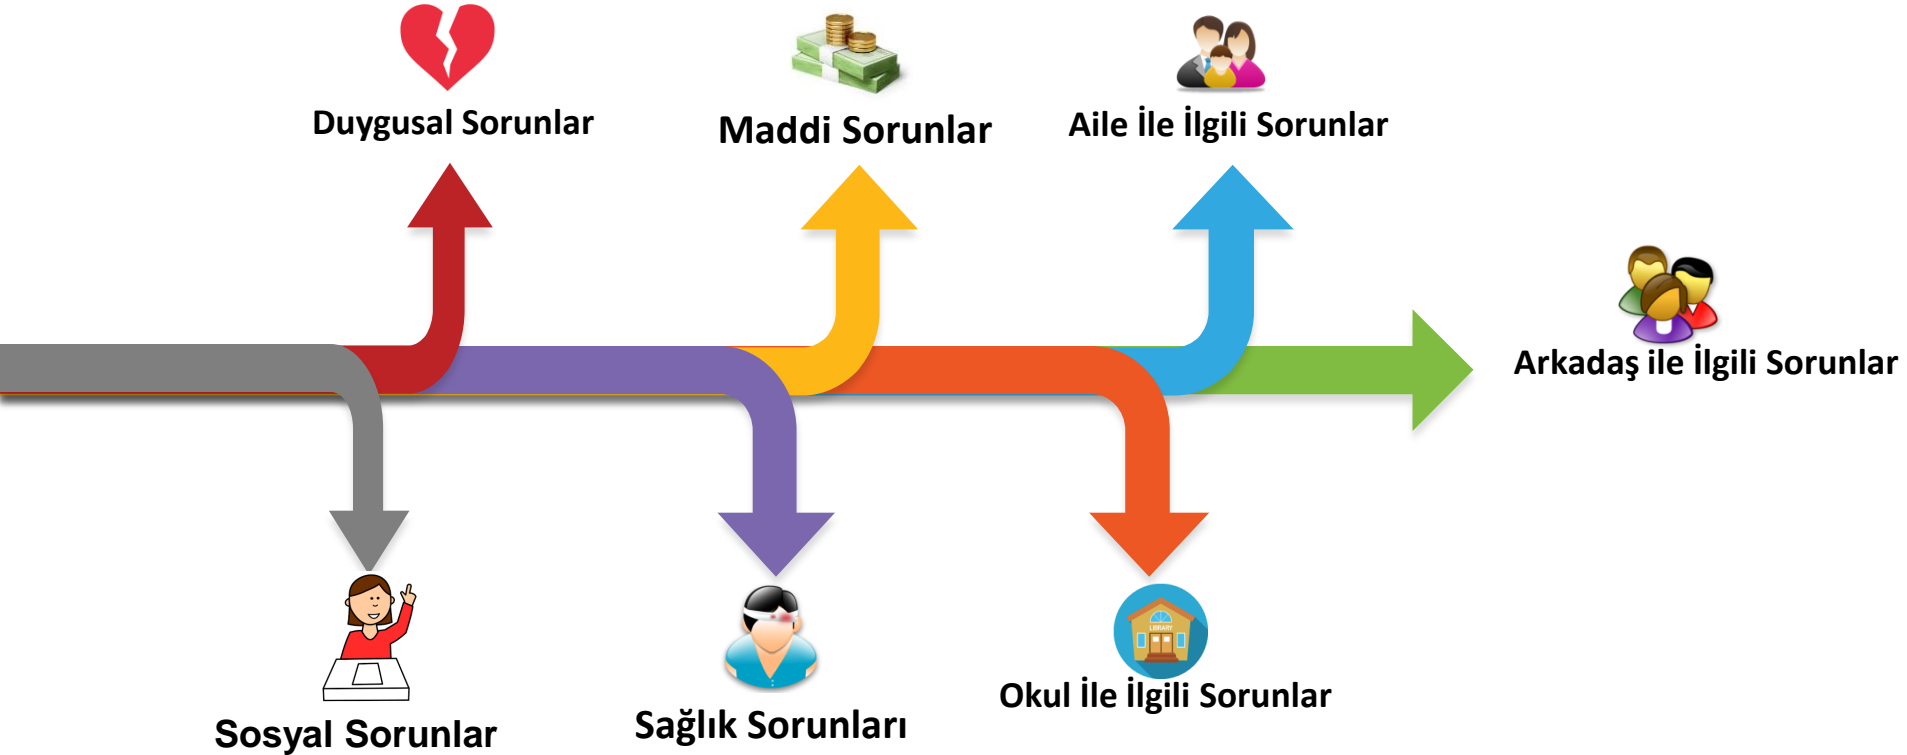 Duygusal Sorunlar
Maddi Sorunlar
Aile İle İlgili Sorunlar
Arkadaş ile İlgili Sorunlar
LIBRARY
Okul İle İlgili Sorunlar
Sağlık Sorunları
Sosyal Sorunlar